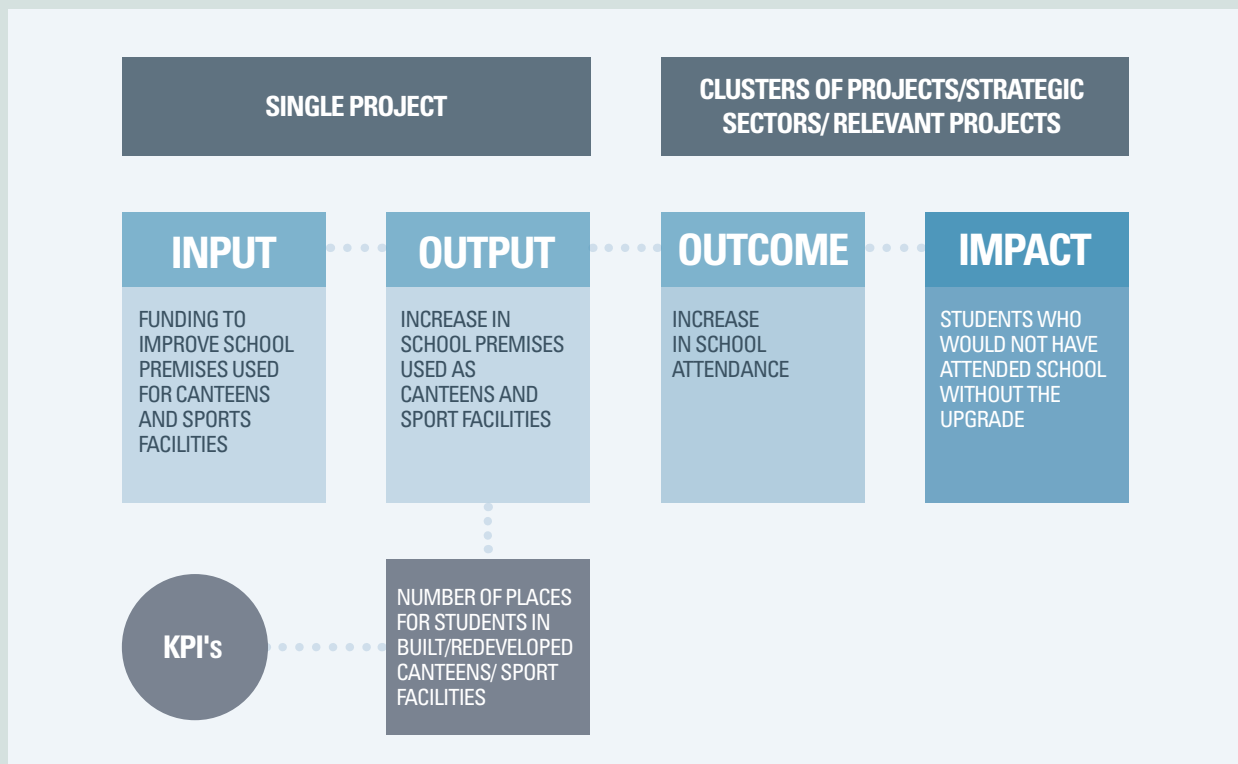 SINGLE PROJECT
CLUSTERS OF PROJECTS/STRATEGIC
SECTORS/ RELEVANT PROJECTS
INPUT
FUNDING TO
IMPROVE SCHOOL
PREMISES USED
FOR CANTEENS
AND SPORTS
FACILITIES
OUTPUT
INCREASE IN
SCHOOL PREMISES
USED AS
CANTEENS AND
SPORT FACILITIES
OUTCOME
INCREASE
IN SCHOOL
ATTENDANCE
IMPACT
STUDENTS WHO
WOULD NOT HAVE
ATTENDED SCHOOL
WITHOUT THE
UPGRADE
KPI's
NUMBER OF PLACES
FOR STUDENTS IN
BUILT/REDEVELOPED
CANTEENS/ SPORT
FACILITIES